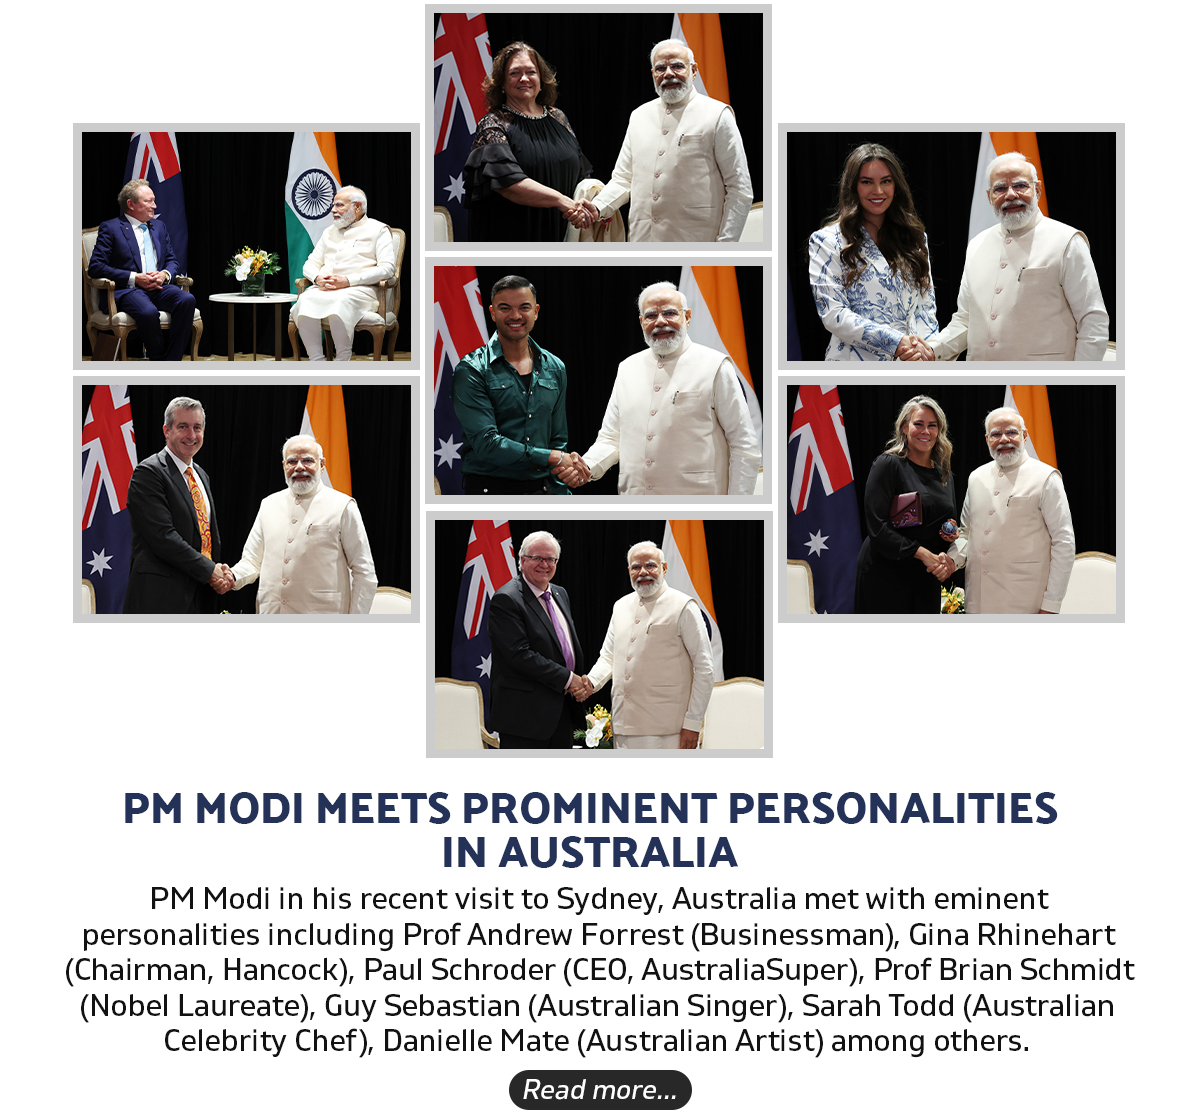 PM MODI MEETS PROMINENT PERSONALITIES
IN AUSTRALIA
PM Modi in his recent visit to Sydney, Australia met with eminent
personalities including Prof Andrew Forrest (Businessman), Gina Rhinehart
(Chairman, Hancock), Paul Schroder (CEO, AustraliaSuper), Prof Brian Schmidt
(Nobel Laureate), Guy Sebastian (Australian Singer), Sarah Todd (Australian
Celebrity Chef), Danielle Mate (Australian Artist) among others.
Read more...